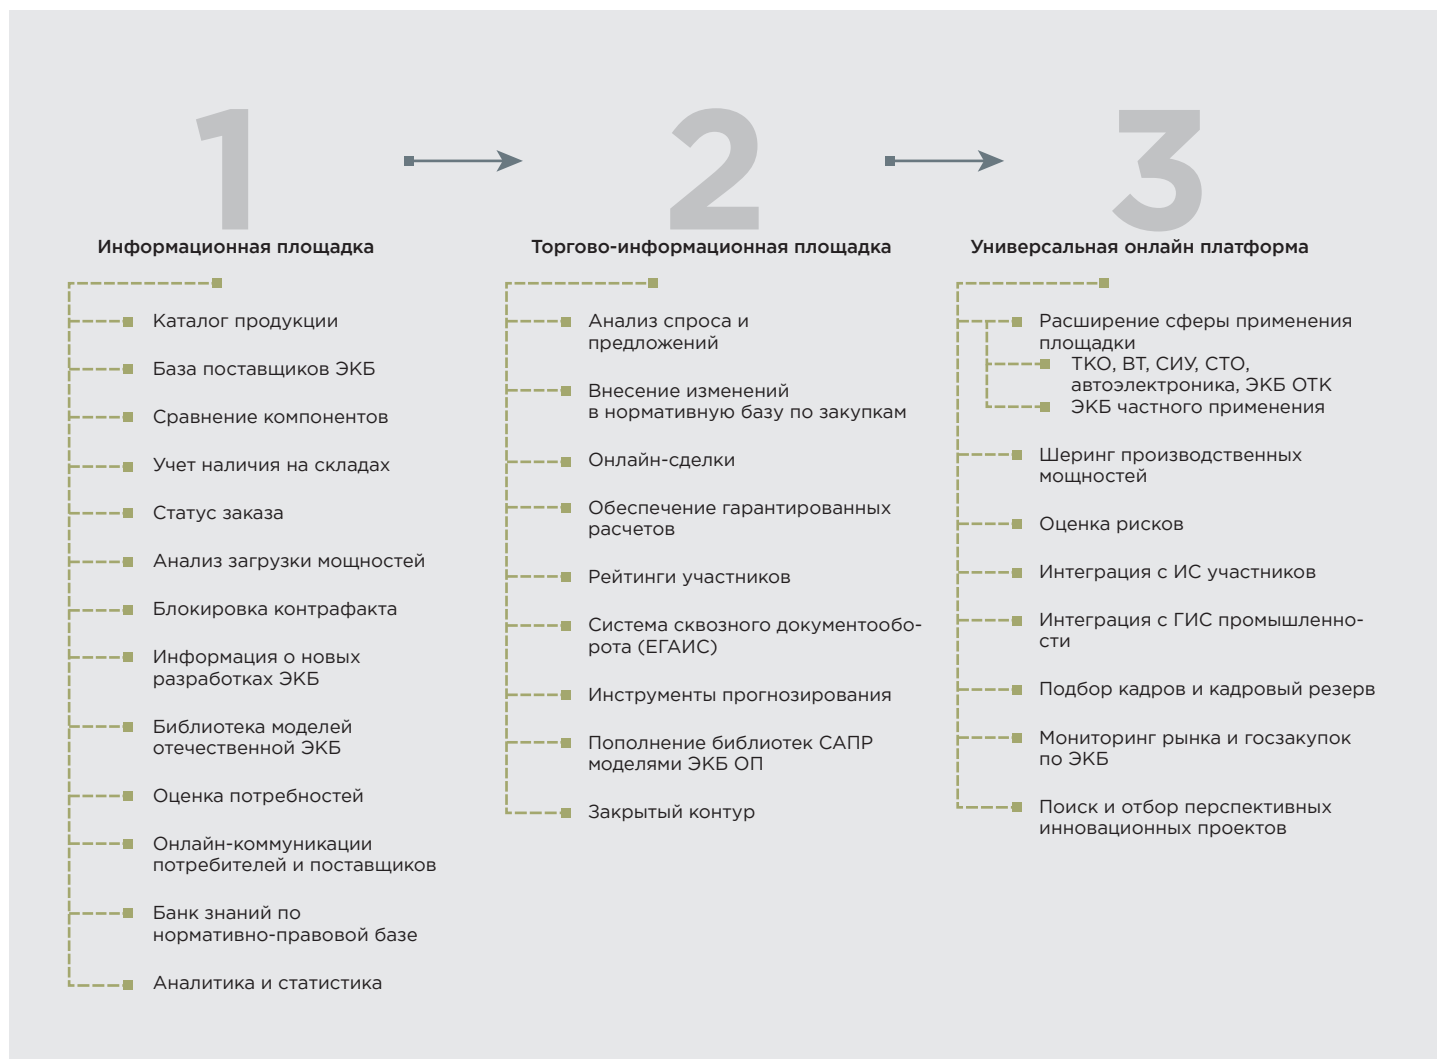 1
Информационная площадка
Каталог продукции
База поставщиков ЭКБ
Сравнение компонентов
Учет наличия на складах
Статус заказа
Анализ загрузки мощностей
Блокировка контрафакта
Информация о новых
разработках ЭКБ
Библиотека моделей
отечественной ЭКБ
Оценка потребностей
Онлайн-коммуникации
потребителей и поставщиков
Банк знаний по
нормативно-правовой базе
Аналитика и статистика
2
Торгово-информационная площадка
Анализ спроса и
предложений
Внесение изменений
в нормативную базу по закупкам
Онлайн-сделки
Обеспечение гарантированных
расчетов
Рейтинги участников
Система сквозного документообо-
рота (ЕГАИС)
Инструменты прогнозирования
Пополнение библиотек САПР
моделями ЭКБ ОП
Закрытый контур
3
Универсальная онлайн платформа
Расширение сферы применения
площадки
ТКО, ВТ, СИУ, СТО,
автоэлектроника, ЭКБ ОТК
ЭКБ частного применения
Шеринг производственных
мощностей
Оценка рисков
Интеграция с ИС участников
Интеграция с ГИС промышленно-
сти
Подбор кадров и кадровый резерв
Мониторинг рынка и госзакупок
по ЭКБ
Поиск и отбор перспективных
инновационных проектов